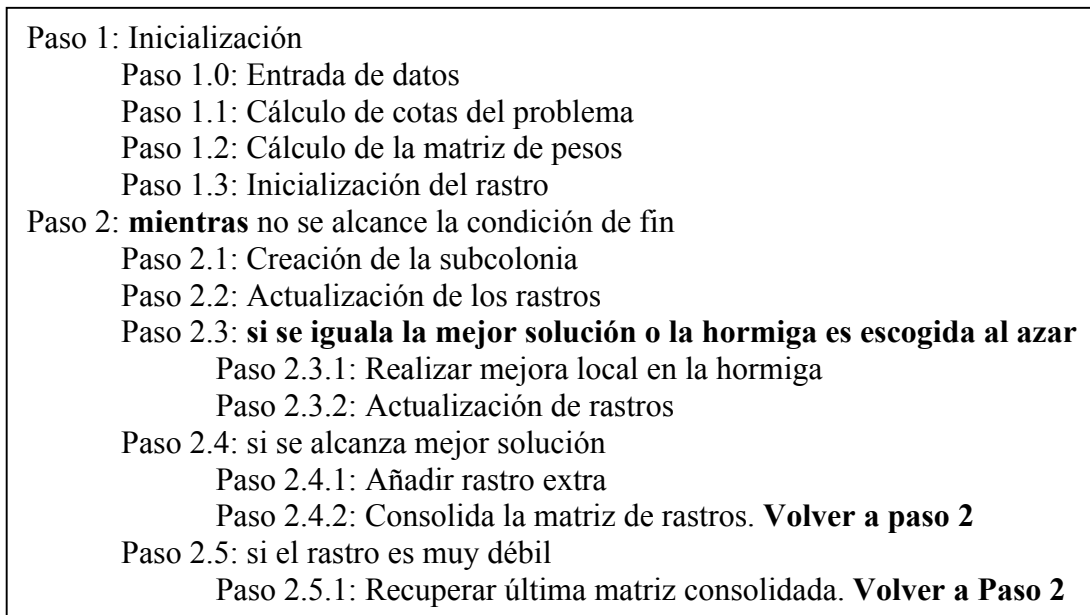 Paso 1: Inicialización
Paso 1.0: Entrada de datos
Paso 1.1: Cálculo de cotas del problema
Paso 1.2: Cálculo de la matriz de pesos
Paso 1.3: Inicialización del rastro
Paso 2: mientras no se alcance la condición de fin
Paso 2.1: Creación de la subcolonia
Paso 2.2: Actualización de los rastros
Paso 2.3: si se iguala la mejor solución o la hormiga es escogida al azar
Paso 2.3.1: Realizar mejora local en la hormiga
Paso 2.3.2: Actualización de rastros
Paso 2.4: si se alcanza mejor solución
Paso 2.4.1: Añadir rastro extra
Paso 2.4.2: Consolida la matriz de rastros. Volver a paso 2
Paso 2.5: si el rastro es muy débil
Paso 2.5.1: Recuperar última matriz consolidada. Volver a Paso 2